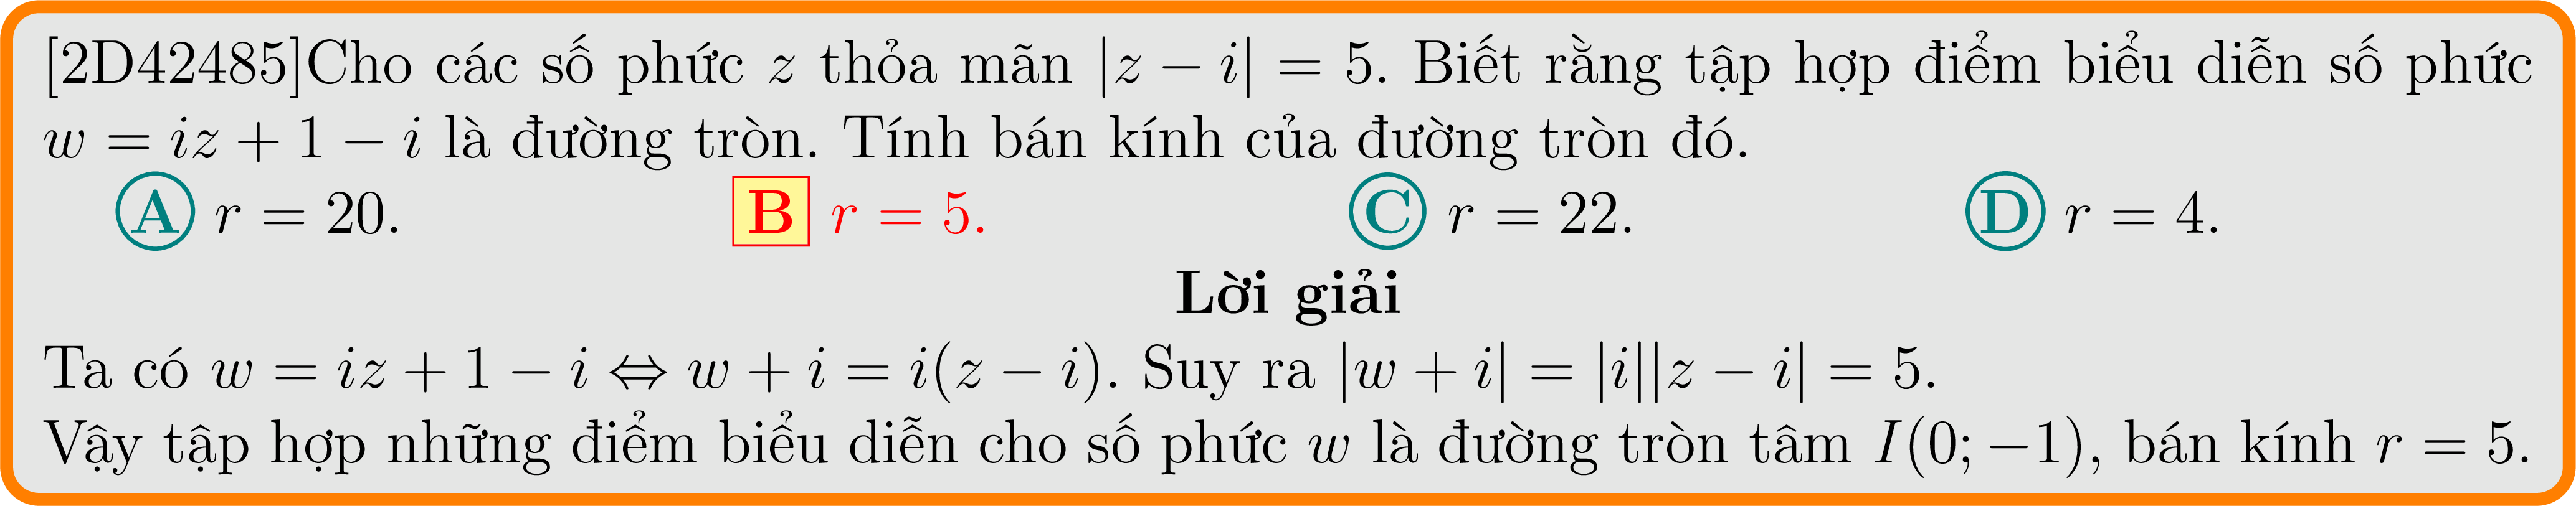 [2D42485]Cho các số phức z thỏa mãn |z − i| = 5. Biết rằng tập hợp điểm biểu diễn số phức
w = iz + 1 − i là đường tròn. Tính bán kính của đường tròn đó.
A r = 20. B r = 5. C r = 22. D r = 4.
Lời giải
Ta có w = iz + 1 − i ⇔ w + i = i(z − i). Suy ra |w + i| = |i||z − i| = 5.
Vậy tập hợp những điểm biểu diễn cho số phức w là đường tròn tâm I(0; −1), bán kính r = 5.